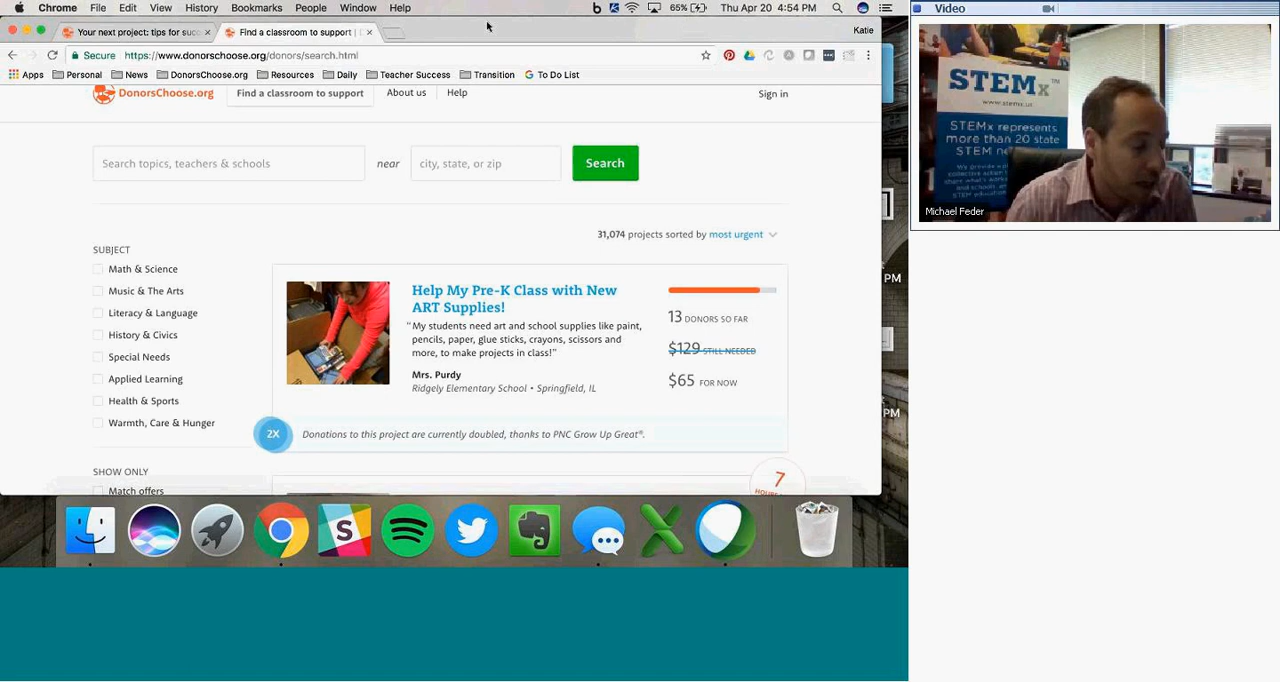 Chrome File Edit View History Bookmarks People Window Help
65% Thu Apr 20 4:54 PM
Your next project: tips for succ
Find a classroom to support |
Katie
Secure https://www.donorschoose.org/donors/search.html
Apps Personal News DonorsChoose.org Resources Daily Teacher Success Transition To Do List
DonorsChoose.org Find a classroom to support About us Help Sign in
Search topics, teachers & schools near city, state, or zip Search
31,074 projects sorted by most urgent
SUBJECT
Math & Science
Music & The Arts
Literacy & Language
History & Civics
Special Needs
Applied Learning
Health & Sports
Warmth, Care & Hunger
SHOW ONLY
Match offers
Help My Pre-K Class with New
ART Supplies!
"My students need art and school supplies like paint,
pencils, paper, glue sticks, crayons, scissors and
more, to make projects in class!"
Mrs. Purdy
Ridgely Elementary School • Springfield, IL
13 DONORS SO FAR
$129 STILL NEEDED
$65 FOR NOW
2X Donations to this project are currently doubled, thanks to PNC Grow Up Great®.
7
HOURS
PM
PM
Video
STEMx™
www.stemx.us
STEMx represents
more than 20 state
STEM
Michael Feder